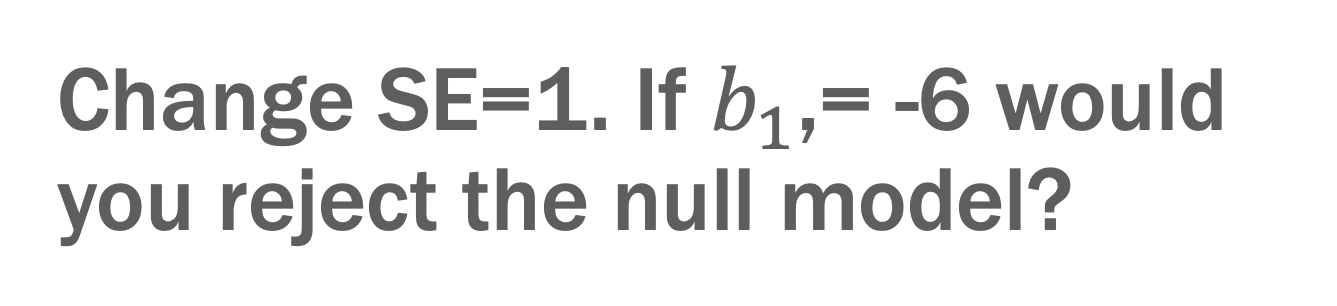 Change SE=1. If 𝑏₁,= -6 would
you reject the null model?